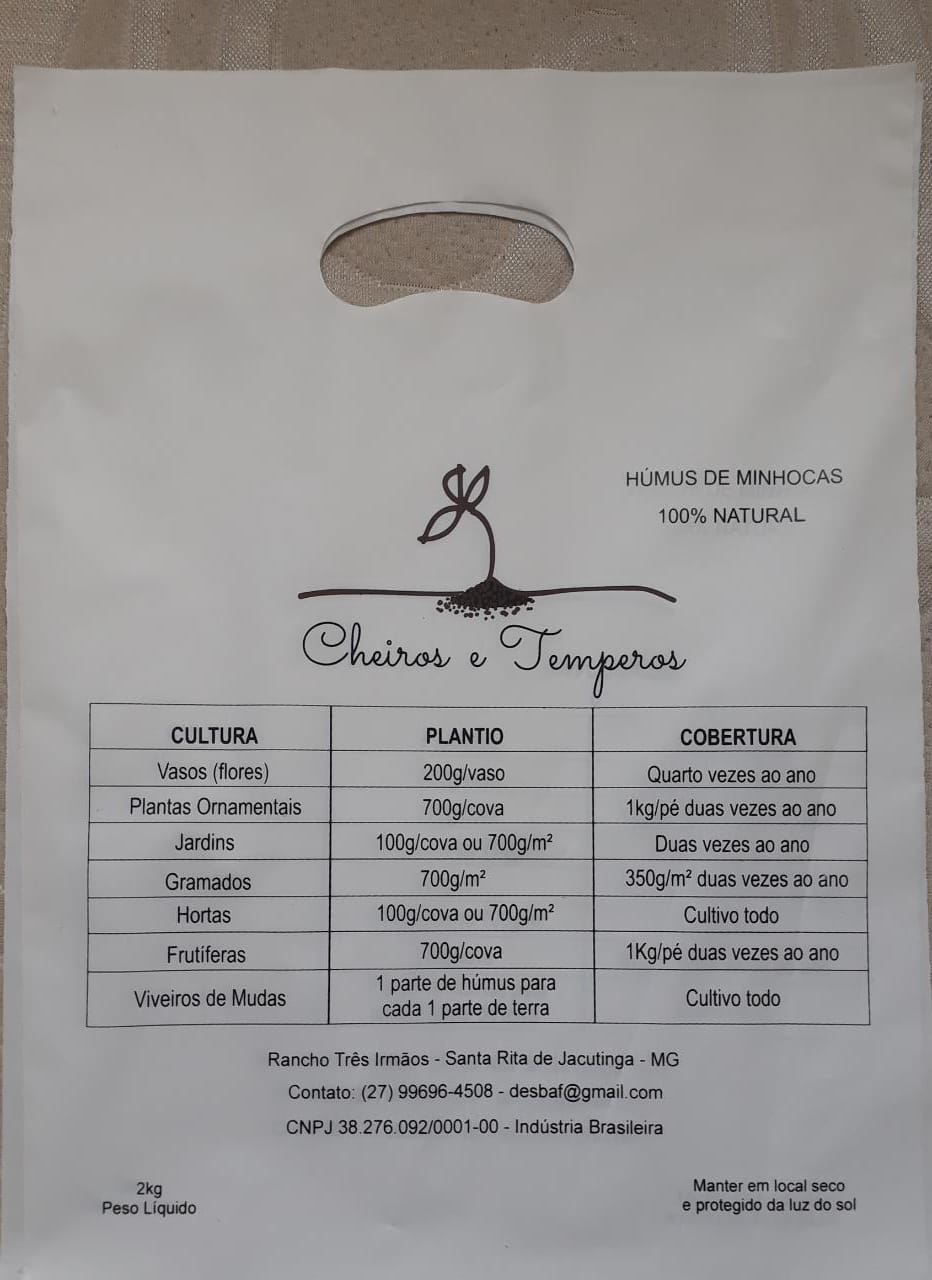 HÚMUS DE MINHOCAS
100% NATURAL
Cheiros e Temperos
CULTURA PLANTIO COBERTURA
Vasos (flores) 200g/vaso Quarto vezes ao ano
Plantas Ornamentais 700g/cova 1kg/pé duas vezes ao ano
Jardins 100g/cova ou 700g/m² Duas vezes ao ano
Gramados 700g/m² 350g/m² duas vezes ao ano
Hortas 100g/cova ou 700g/m² Cultivo todo
Frutíferas 700g/cova 1Kg/pé duas vezes ao ano
Viveiros de Mudas 1 parte de húmus para
cada 1 parte de terra Cultivo todo
Rancho Três Irmãos - Santa Rita de Jacutinga - MG
Contato: (27) 99696-4508 - desbaf@gmail.com
CNPJ 38.276.092/0001-00 - Indústria Brasileira
2kg
Peso Líquido
Manter em local seco
e protegido da luz do sol